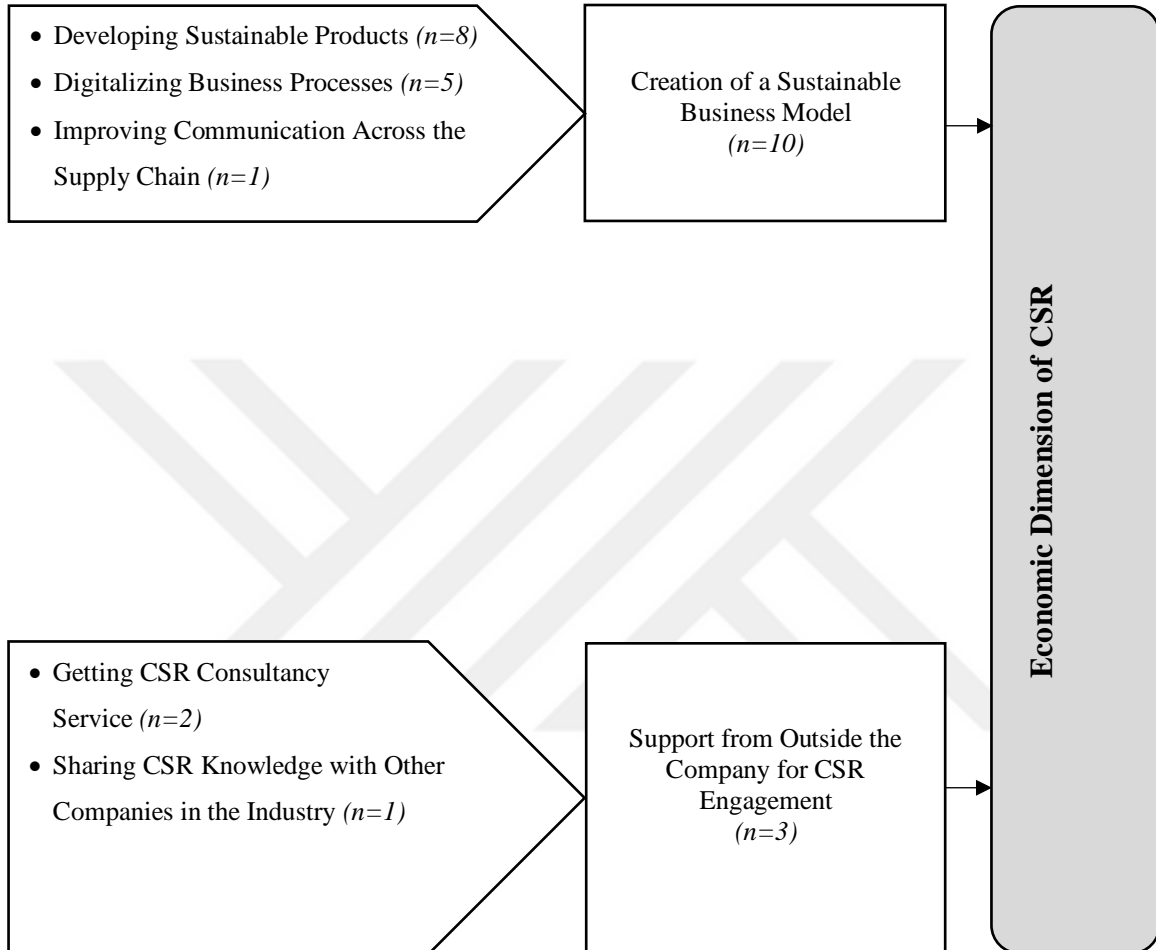 • Developing Sustainable Products (n=8)
• Digitalizing Business Processes (n=5)
• Improving Communication Across the
Supply Chain (n=1)
Creation of a Sustainable
Business Model
(n=10)
• Getting CSR Consultancy
Service (n=2)
• Sharing CSR Knowledge with Other
Companies in the Industry (n=1)
Support from Outside the
Company for CSR
Engagement
(n=3)
Economic Dimension of CSR